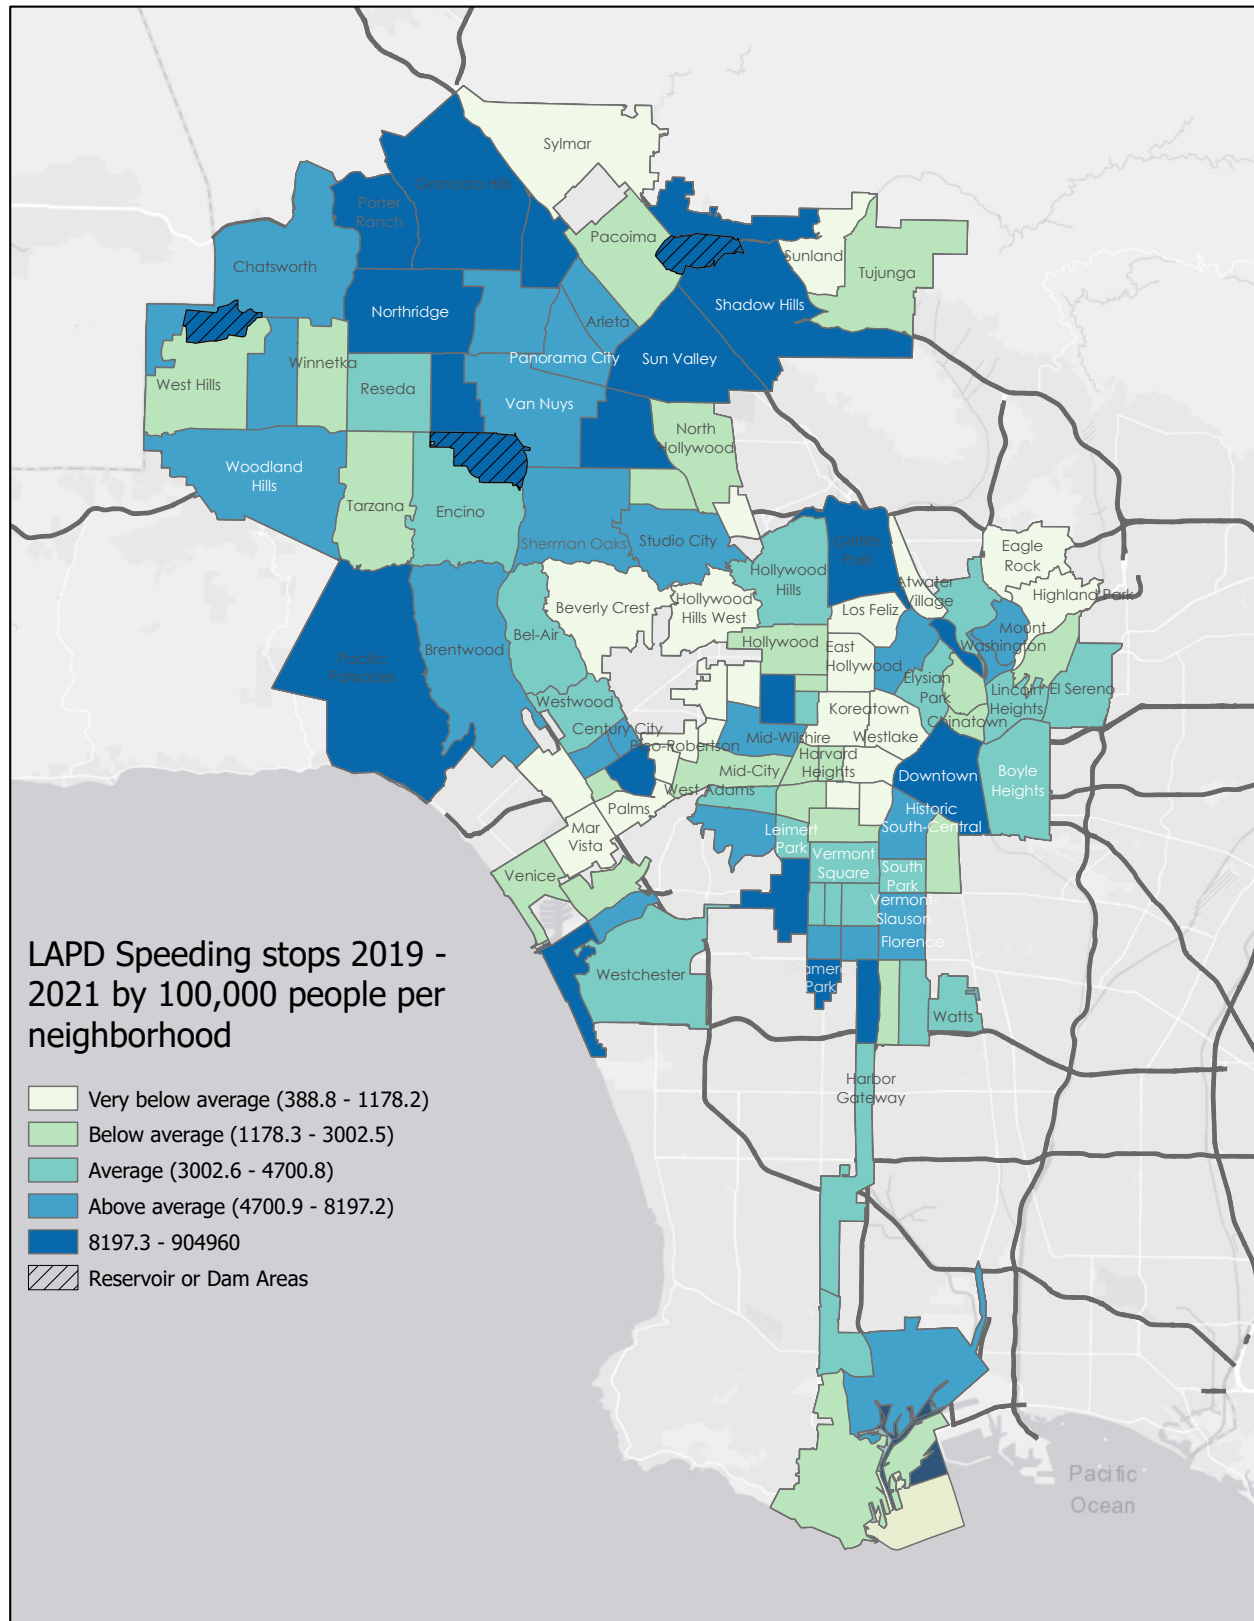 Sylmar
Granada Hills
Porter
Ranch
Pacoima
Sunland
Tujunga
Chatsworth
Shadow Hills
Northridge
Arleta
Panorama City
Sun Valley
Winnetka
West Hills
Reseda
Van Nuys
North
Hollywood
Woodland
Hills
Tarzana
Encino
Sherman Oaks
Studio City
Griffith
Park
Eagle
Rock
Hollywood
Hills
Atwater
Village
Highland Park
Beverly Crest
Hollywood
Hills West
Los Feliz
Mount
Washington
Bel-Air
Brentwood
Hollywood
East
Hollywood
Pacific
Palisades
Elysian
Park
Lincoln
Heights
El Sereno
Westwood
Koreatown
Chinatown
Century City
Pico-Robertson
Mid-Wilshire
Westlake
Harvard
Heights
Mid-City
Downtown
Boyle
Heights
West Adams
Palms
Historic
South-Central
Mar
Vista
Leimert
Park
Vermont
Square
South
Park
Venice
Vermont-
Slauson
Florence
Westchester
Gramercy
Park
Watts
Harbor
Gateway
LAPD Speeding stops 2019 -
2021 by 100,000 people per
neighborhood
Very below average (388.8 - 1178.2)
Below average (1178.3 - 3002.5)
Average (3002.6 - 4700.8)
Above average (4700.9 - 8197.2)
8197.3 - 904960
Reservoir or Dam Areas
Pacific
Ocean